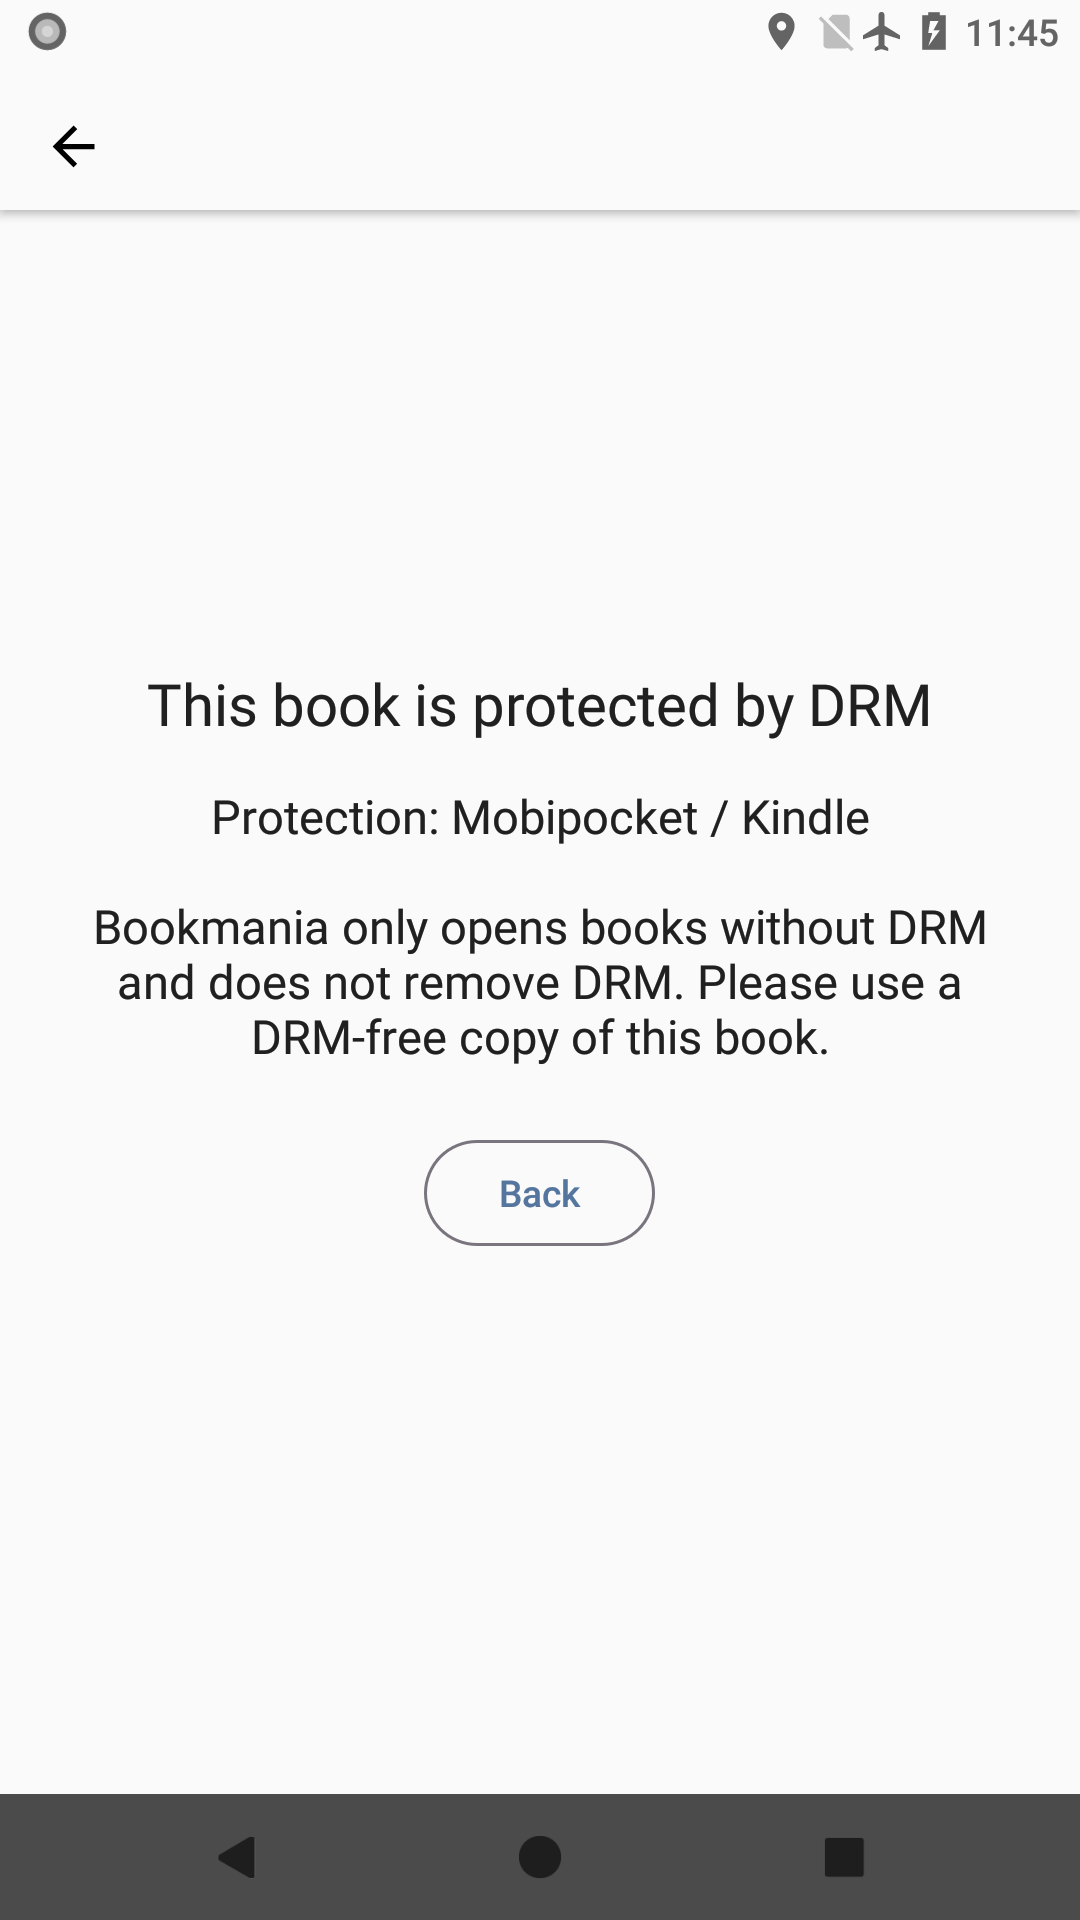 11:45
This book is protected by DRM
Protection: Mobipocket / Kindle
Bookmania only opens books without DRM
and does not remove DRM. Please use a
DRM-free copy of this book.
Back